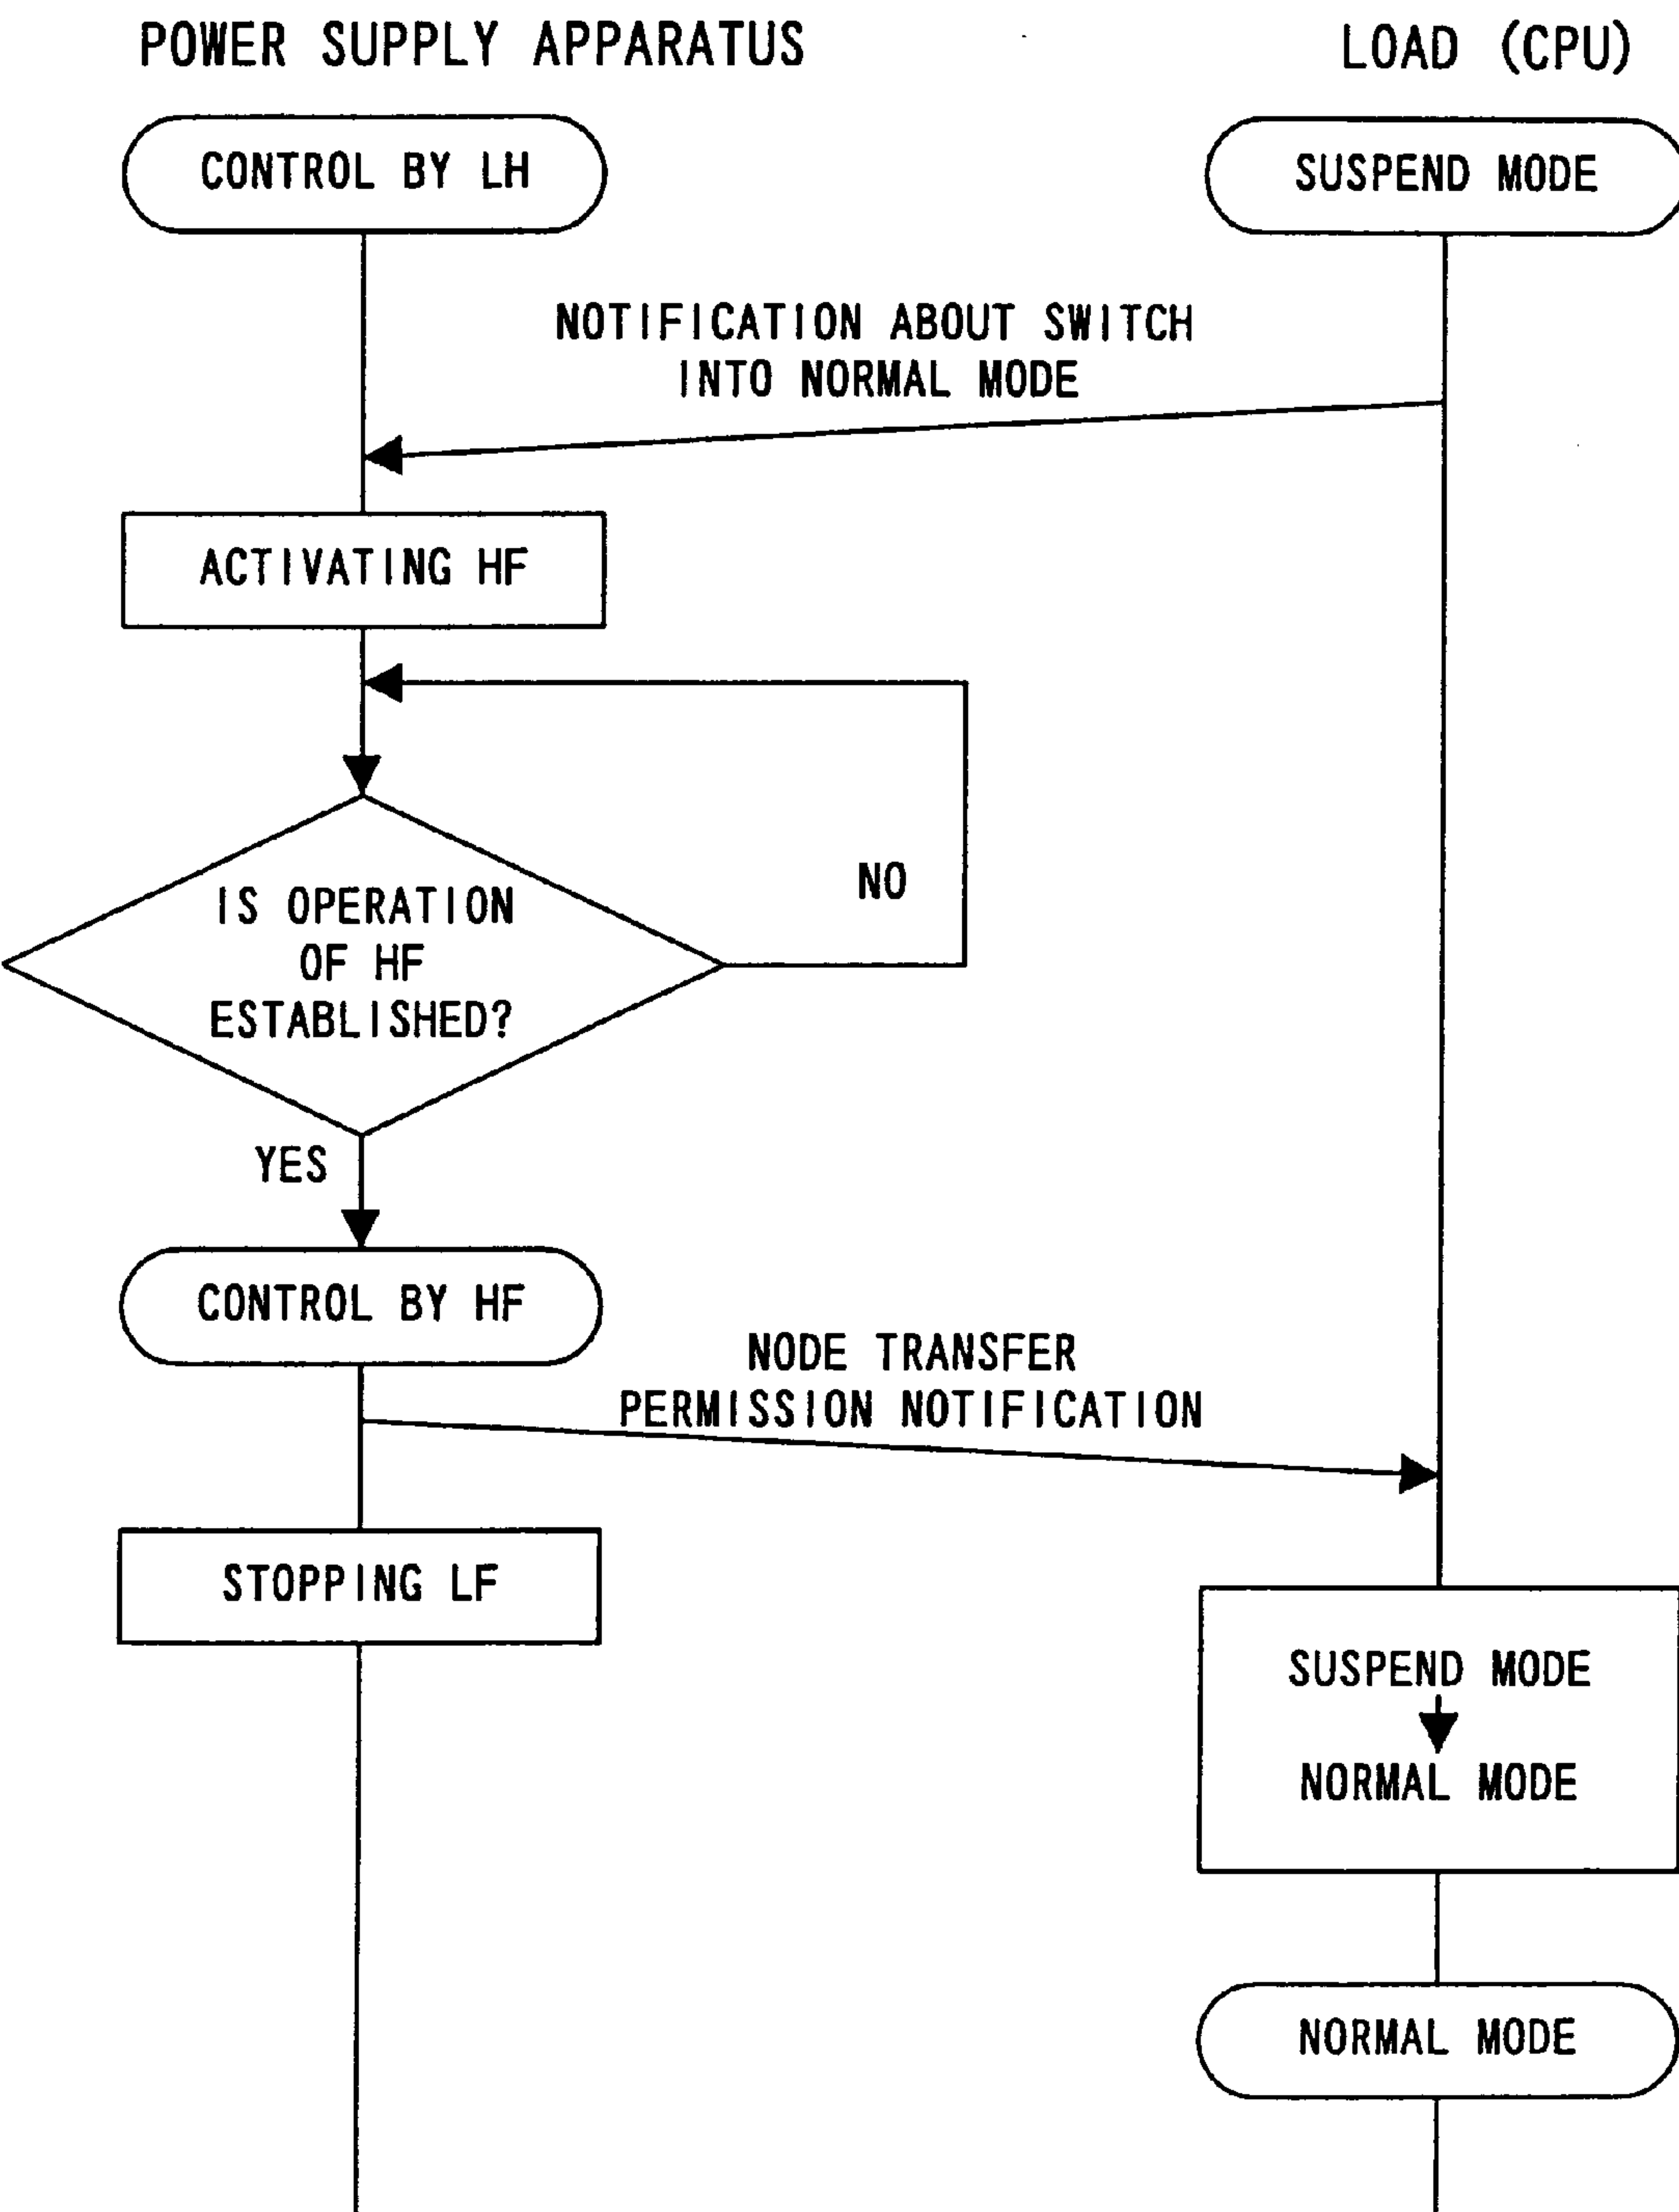 POWER SUPPLY APPARATUS
LOAD (CPU)
CONTROL BY LH
SUSPEND MODE
NOTIFICATION ABOUT SWITCH
INTO NORMAL MODE
ACTIVATING HF
NO
IS OPERATION
OF HF
ESTABLISHED?
YES
CONTROL BY HF
NODE TRANSFER
PERMISSION NOTIFICATION
STOPPING LF
SUSPEND MODE
NORMAL MODE
NORMAL MODE